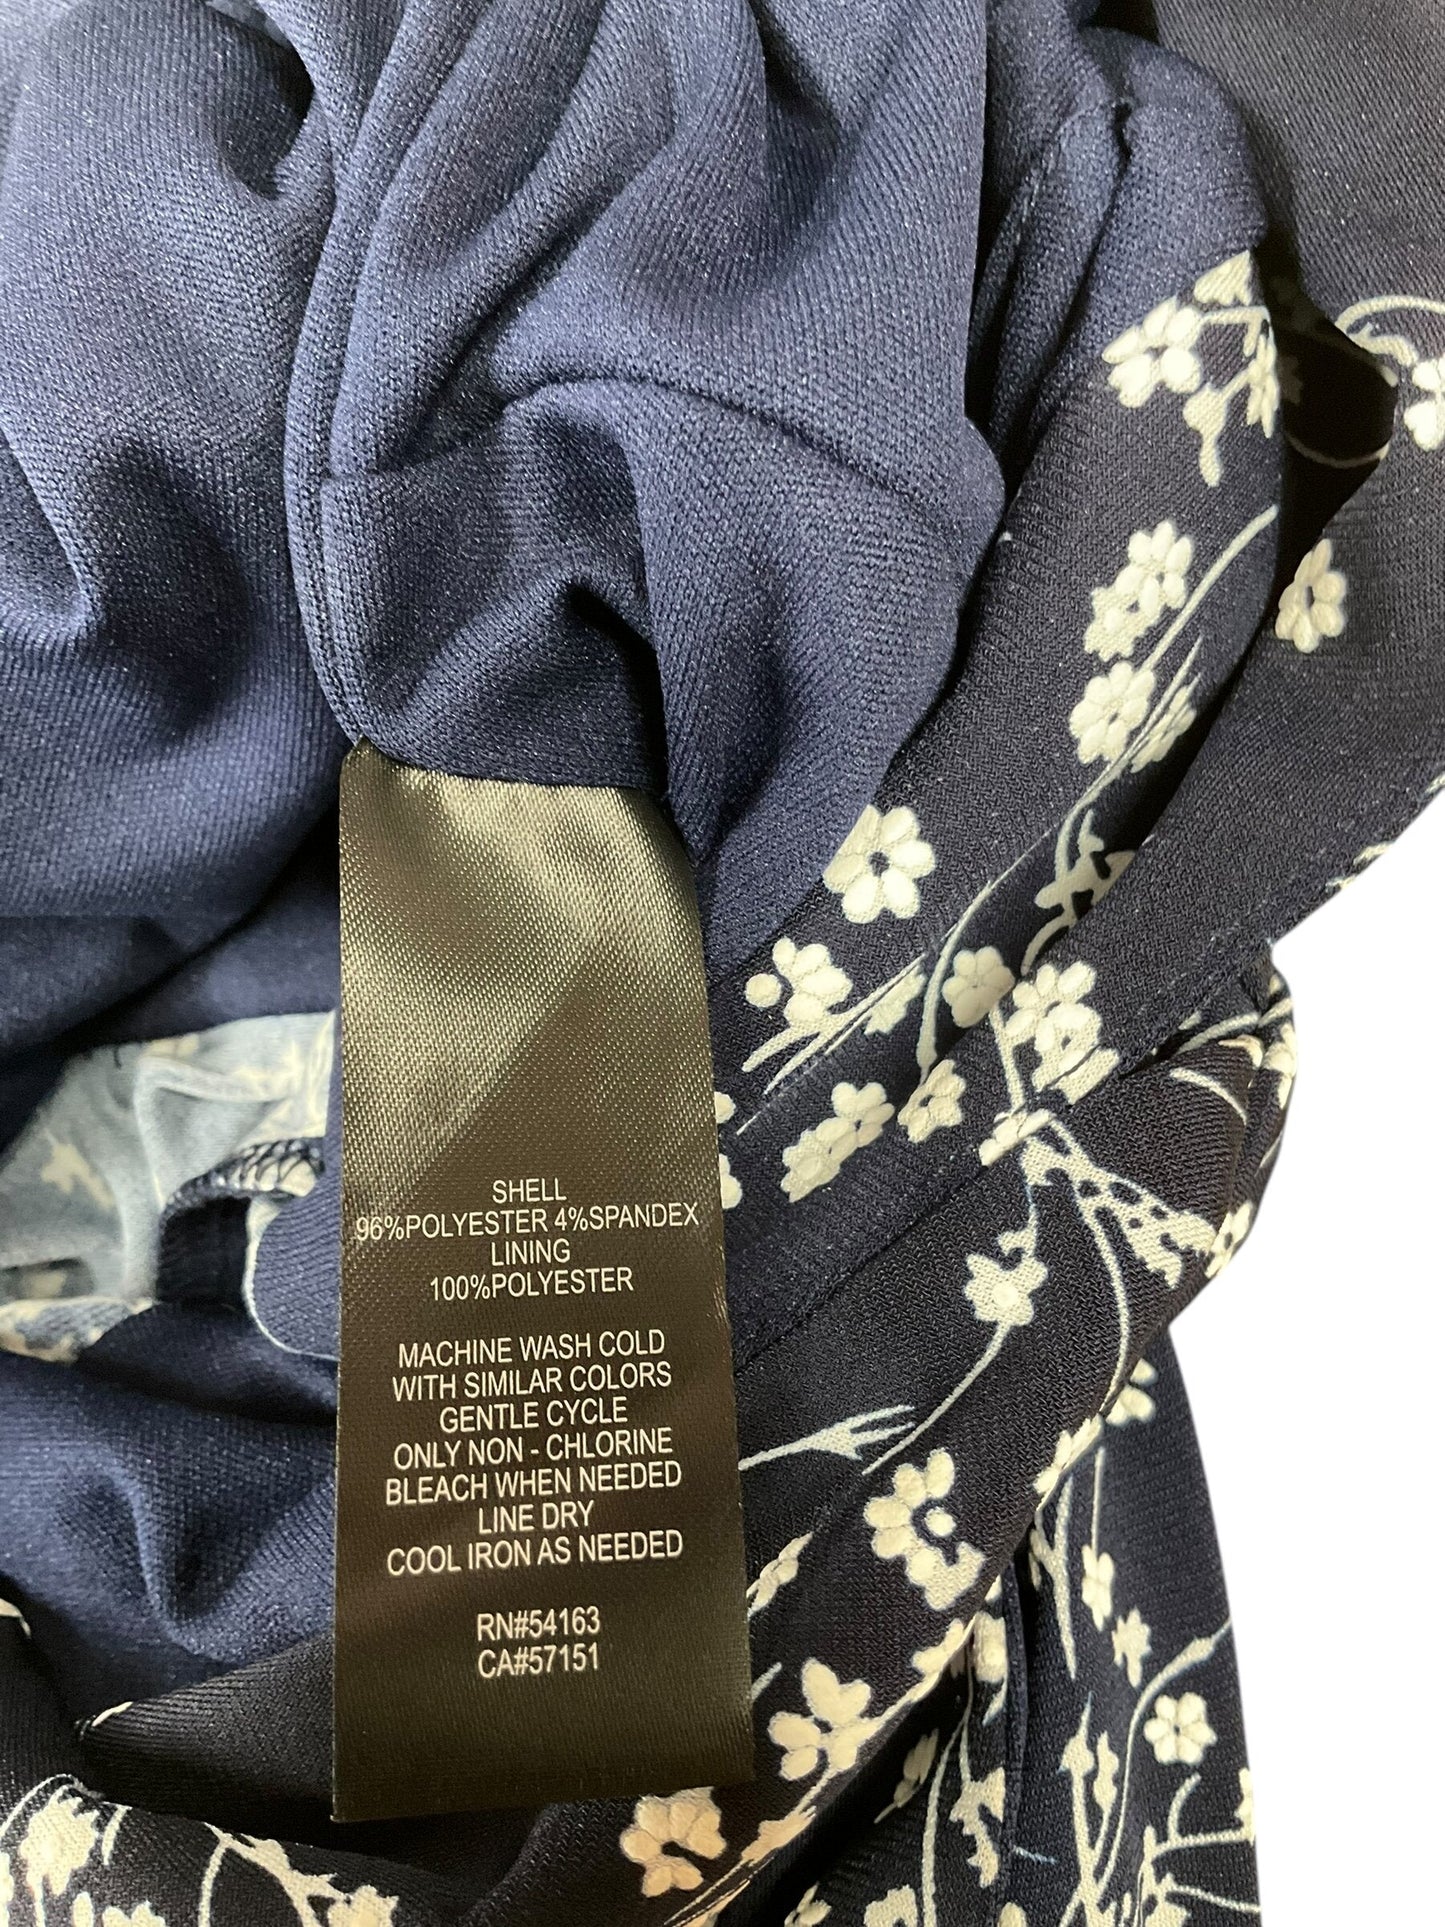 SHELL
96%POLYESTER 4%SPANDEX
LINING
100%POLYESTER
MACHINE WASH COLD
WITH SIMILAR COLORS
GENTLE CYCLE
ONLY NON - CHLORINE
BLEACH WHEN NEEDED
LINE DRY
COOL IRON AS NEEDED
RN#54163
CA#57151